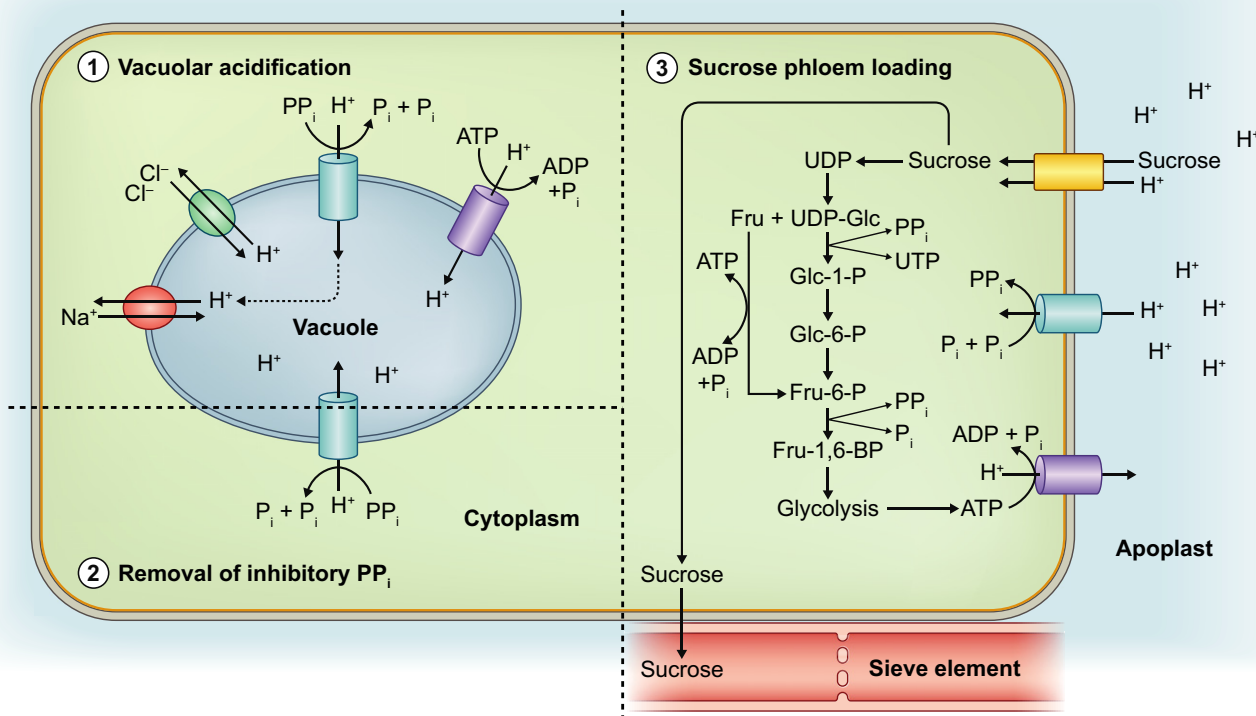 1 Vacuolar acidification
PPi H⁺ Pi + Pi
ATP
H⁺
ADP
+Pi
Cl⁻
Cl⁻
H⁺
H⁺
Na⁺
H⁺
Vacuole
H⁺
H⁺
Pi + Pi H⁺ PPi
Cytoplasm
2 Removal of inhibitory PPi
3 Sucrose phloem loading
UDP Sucrose
Sucrose
H⁺
Fru + UDP-Glc
PPi
UTP
Glc-1-P
ATP
Glc-6-P
ADP
+Pi
Fru-6-P
PPi
Pi
Fru-1,6-BP
Glycolysis
ATP
PPi
H⁺
Pi + Pi
ADP + Pi
H⁺
H⁺
H⁺
H⁺
H⁺
H⁺
H⁺
H⁺
Apoplast
Sucrose
Sucrose
Sieve element